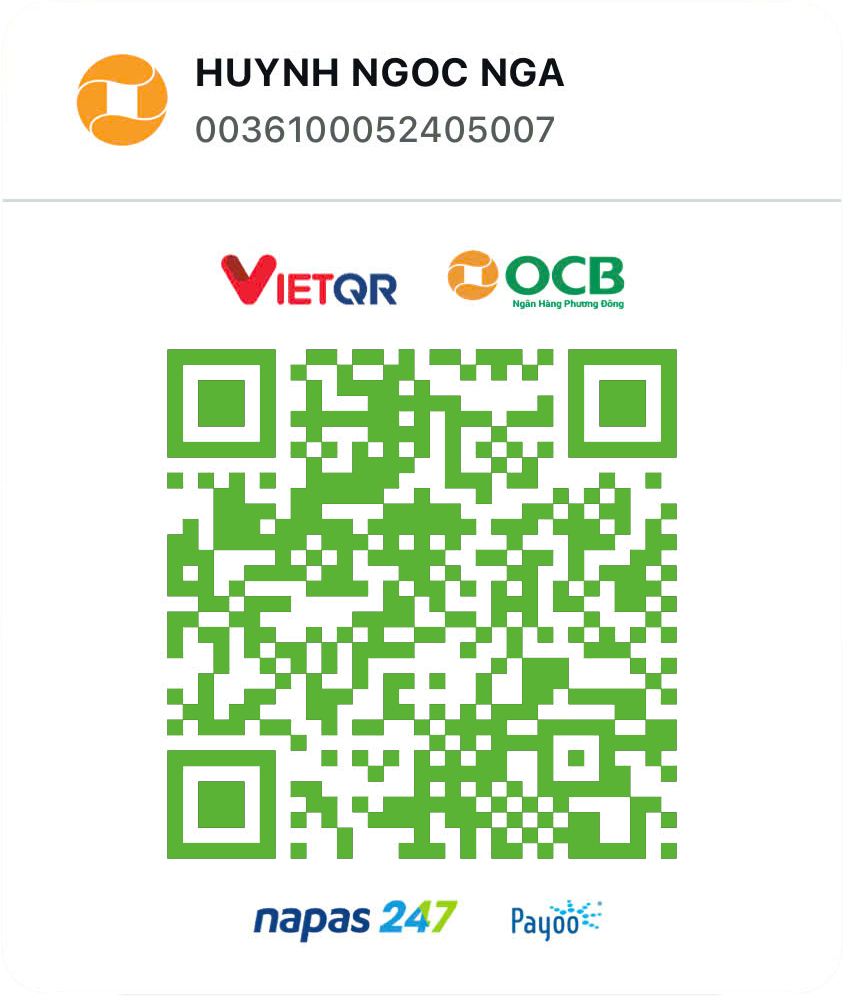 HUYNH NGOC NGA
0036100052405007
VIETQR
OCB
Ngân Hàng Phương Đông
napas 247
Payoo